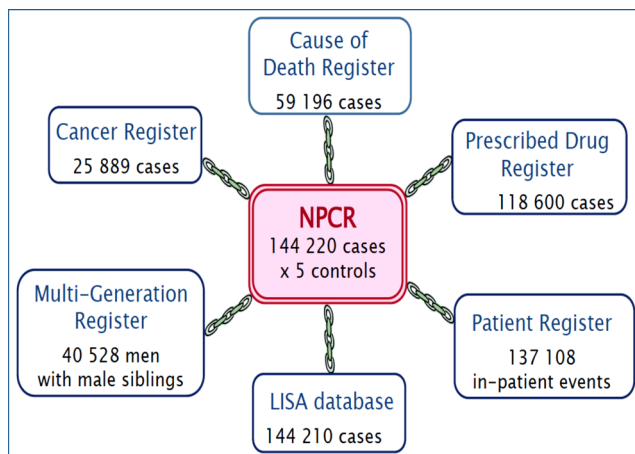 Cause of
Death Register
59 196 cases
Cancer Register
25 889 cases
Prescribed Drug
Register
118 600 cases
NPCR
144 220 cases
x 5 controls
Multi-Generation
Register
40 528 men
with male siblings
Patient Register
137 108
in-patient events
LISA database
144 210 cases